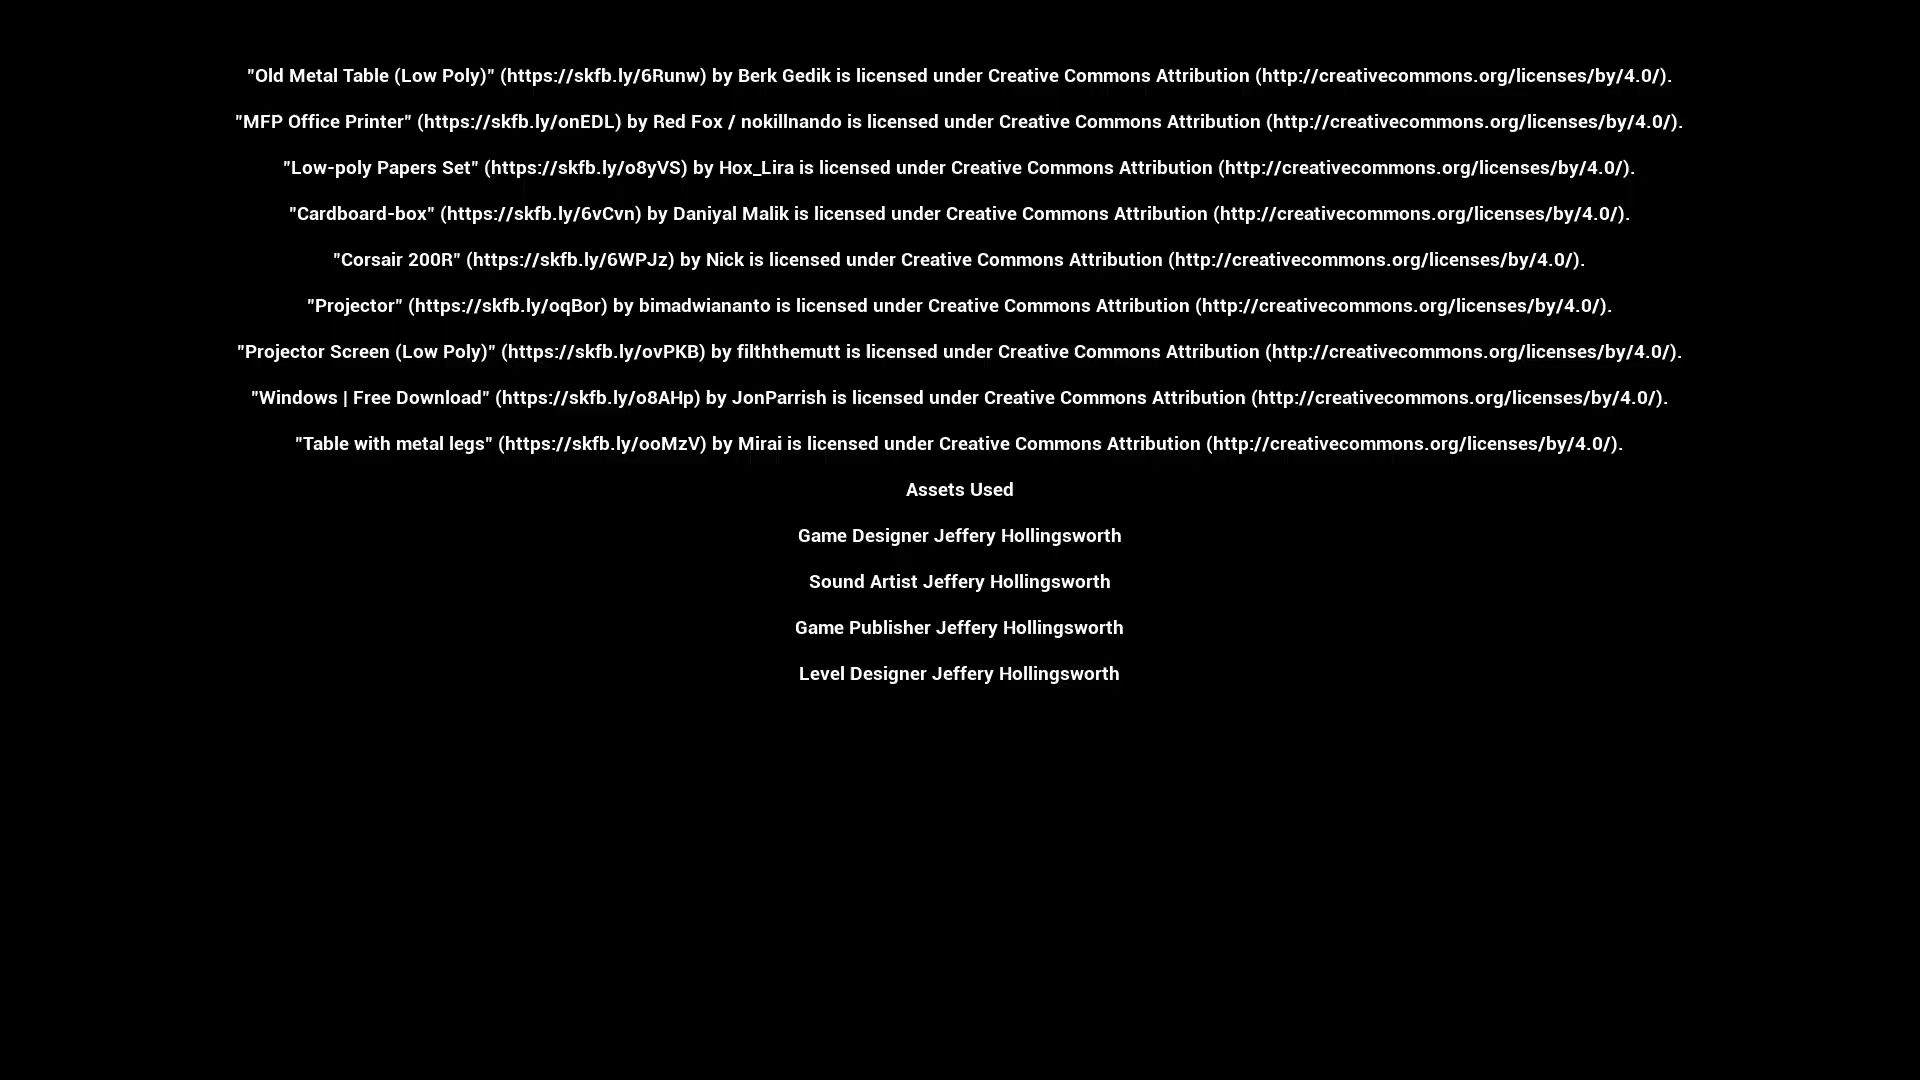 "Old Metal Table (Low Poly)" (https://skfb.ly/6Runw) by Berk Gedik is licensed under Creative Commons Attribution (http://creativecommons.org/licenses/by/4.0/).
"MFP Office Printer" (https://skfb.ly/onEDL) by Red Fox / nokillnando is licensed under Creative Commons Attribution (http://creativecommons.org/licenses/by/4.0/).
"Low-poly Papers Set" (https://skfb.ly/o8yVS) by Hox_Lira is licensed under Creative Commons Attribution (http://creativecommons.org/licenses/by/4.0/).
"Cardboard-box" (https://skfb.ly/6vCvn) by Daniyal Malik is licensed under Creative Commons Attribution (http://creativecommons.org/licenses/by/4.0/).
"Corsair 200R" (https://skfb.ly/6WPJz) by Nick is licensed under Creative Commons Attribution (http://creativecommons.org/licenses/by/4.0/).
"Projector" (https://skfb.ly/oqBor) by bimadwiananto is licensed under Creative Commons Attribution (http://creativecommons.org/licenses/by/4.0/).
"Projector Screen (Low Poly)" (https://skfb.ly/ovPKB) by filththemutt is licensed under Creative Commons Attribution (http://creativecommons.org/licenses/by/4.0/).
"Windows | Free Download" (https://skfb.ly/o8AHp) by JonParrish is licensed under Creative Commons Attribution (http://creativecommons.org/licenses/by/4.0/).
"Table with metal legs" (https://skfb.ly/ooMzV) by Mirai is licensed under Creative Commons Attribution (http://creativecommons.org/licenses/by/4.0/).
Assets Used
Game Designer Jeffery Hollingsworth
Sound Artist Jeffery Hollingsworth
Game Publisher Jeffery Hollingsworth
Level Designer Jeffery Hollingsworth